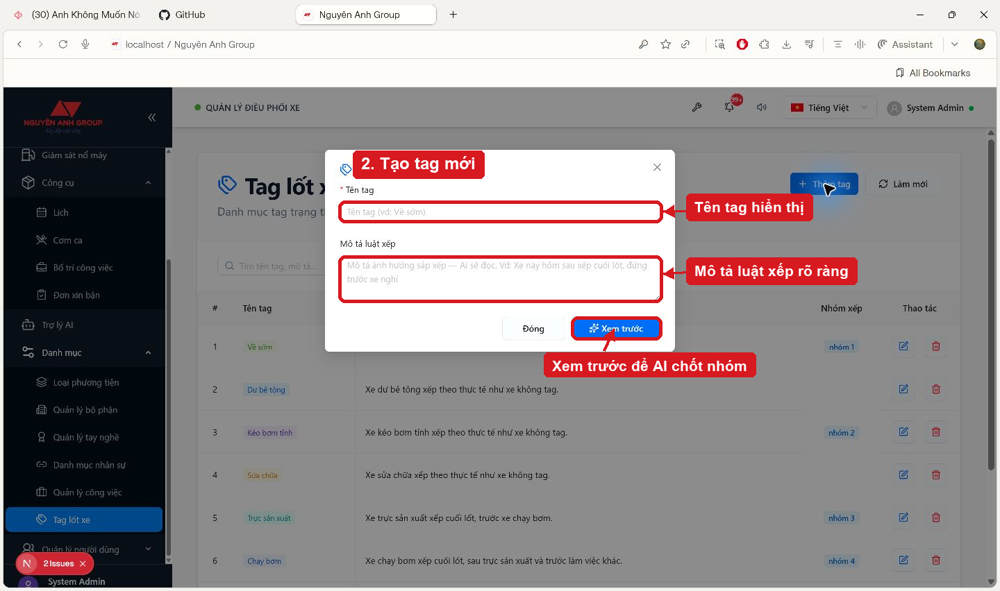 (30) Anh Không Muốn Nó
GitHub
Nguyên Anh Group
localhost / Nguyên Anh Group
Assistant
All Bookmarks
NGUYÊN ANH GROUP
Xây đắp cuộc sống
QUẢN LÝ ĐIỀU PHỐI XE
99+
Tiếng Việt
System Admin
Giám sát nổ máy
Công cụ
Lịch
Cơm ca
Bố trí công việc
Đơn xin bận
Trợ lý AI
Danh mục
Loại phương tiện
Quản lý bộ phận
Quản lý tay nghề
Danh mục nhân sự
Quản lý công việc
Tag lốt xe
Quản lý người dùng
N 2 Issues
System Admin
Tag lốt x
Danh mục tag trạng t
Thêm tag
Làm mới
Tìm tên tag, mô tả...
2. Tạo tag mới
* Tên tag
Tên tag (vd: Về sớm)
Tên tag hiển thị
Mô tả luật xếp
Mô tả ảnh hưởng sắp xếp — AI sẽ đọc. Vd: Xe này hôm sau xếp cuối lốt, đứng
trước xe nghỉ
Mô tả luật xếp rõ ràng
Đóng
Xem trước
Xem trước để AI chốt nhóm
# Tên tag Nhóm xếp Thao tác
1 Về sớm nhóm 1
2 Dư bê tông Xe dư bê tông xếp theo thực tế như xe không tag.
3 Kéo bơm tĩnh Xe kéo bơm tĩnh xếp theo thực tế như xe không tag. nhóm 2
4 Sửa chữa Xe sửa chữa xếp theo thực tế như xe không tag.
5 Trực sản xuất Xe trực sản xuất xếp cuối lốt, trước xe chạy bơm. nhóm 3
6 Chạy bơm Xe chạy bơm xếp cuối lốt, sau trực sản xuất và trước làm việc khác. nhóm 4